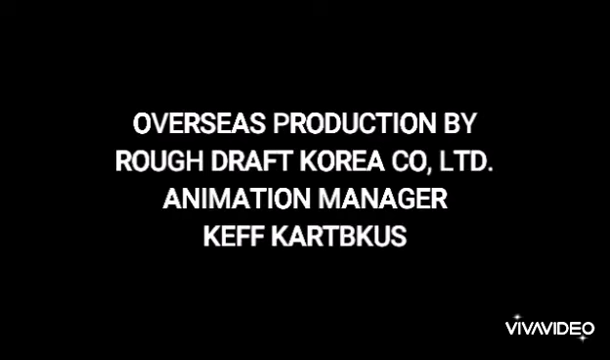 OVERSEAS PRODUCTION BY
ROUGH DRAFT KOREA CO, LTD.
ANIMATION MANAGER
KEFF KARTBKUS
VIVAVIDEO